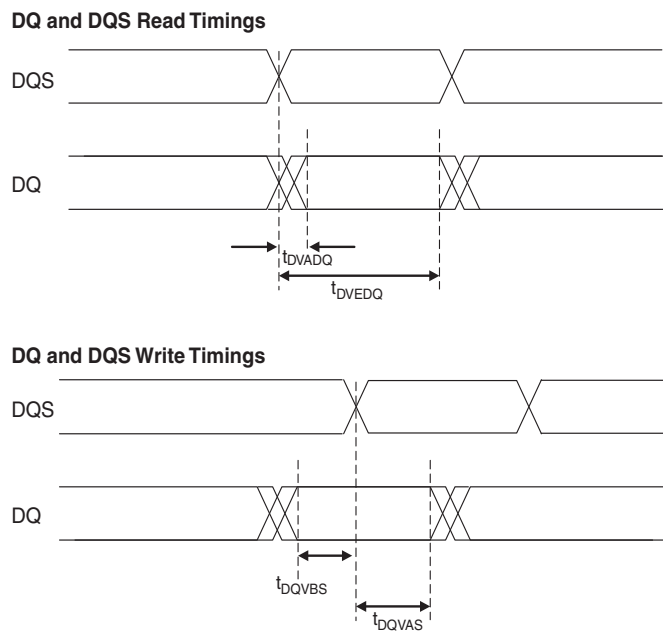 DQ and DQS Read Timings
DQS
DQ
tDVADQ
tDVEDQ
DQ and DQS Write Timings
DQS
DQ
tDQVBS
tDQVAS